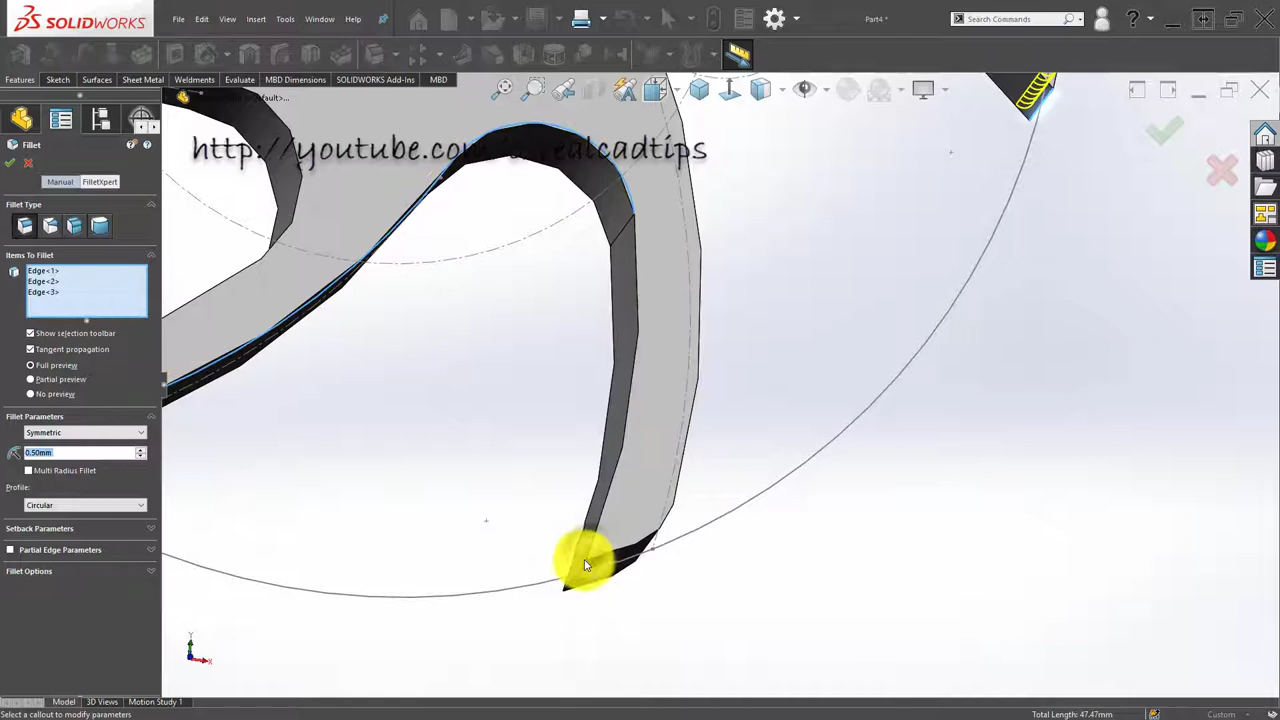 SOLIDWORKS
File Edit View Insert Tools Window Help
Part4 *
Search Commands
Features Sketch Surfaces Sheet Metal Weldments Evaluate MBD Dimensions SOLIDWORKS Add-Ins MBD
http://youtube.com
realcadtips
Fillet
Manual FilletXpert
Fillet Type
Items To Fillet
Edge<1>
Edge<2>
Edge<3>
Show selection toolbar
Tangent propagation
Full preview
Partial preview
No preview
Fillet Parameters
Symmetric
0.50mm
Multi Radius Fillet
Profile:
Circular
Setback Parameters
Partial Edge Parameters
Fillet Options
Y
X
Model 3D Views Motion Study 1
Select a callout to modify parameters
Total Length: 47.47mm
Custom